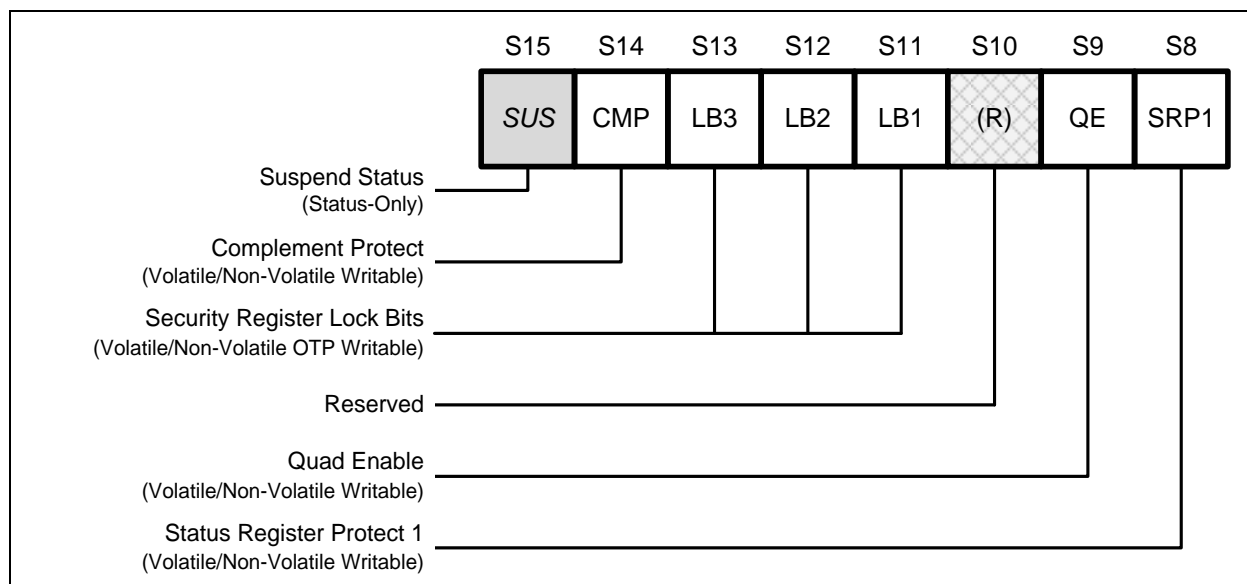 S15 S14 S13 S12 S11 S10 S9 S8
SUS CMP LB3 LB2 LB1 (R) QE SRP1
Suspend Status
(Status-Only)
Complement Protect
(Volatile/Non-Volatile Writable)
Security Register Lock Bits
(Volatile/Non-Volatile OTP Writable)
Reserved
Quad Enable
(Volatile/Non-Volatile Writable)
Status Register Protect 1
(Volatile/Non-Volatile Writable)